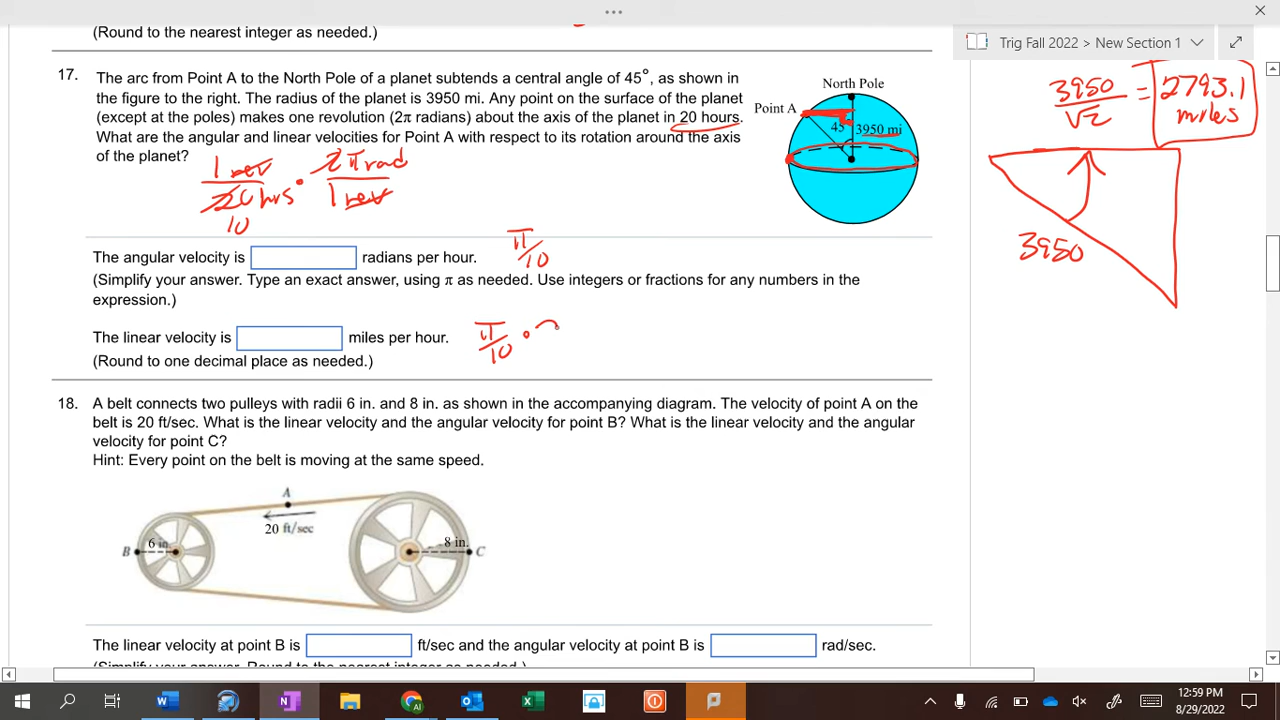 (Round to the nearest integer as needed.)
Trig Fall 2022 > New Section 1
17. The arc from Point A to the North Pole of a planet subtends a central angle of 45°, as shown in
the figure to the right. The radius of the planet is 3950 mi. Any point on the surface of the planet
(except at the poles) makes one revolution (2π radians) about the axis of the planet in 20 hours.
What are the angular and linear velocities for Point A with respect to its rotation around the axis
of the planet?
North Pole
Point A
45
3950 mi
3950/√2 = 2793.1
miles
3950
1 rev/20 hrs • 2π rad/1 rev
10
The angular velocity is radians per hour. π/10
(Simplify your answer. Type an exact answer, using π as needed. Use integers or fractions for any numbers in the
expression.)
The linear velocity is miles per hour. π/10 •
(Round to one decimal place as needed.)
18. A belt connects two pulleys with radii 6 in. and 8 in. as shown in the accompanying diagram. The velocity of point A on the
belt is 20 ft/sec. What is the linear velocity and the angular velocity for point B? What is the linear velocity and the angular
velocity for point C?
Hint: Every point on the belt is moving at the same speed.
A
20 ft/sec
B
6 in.
8 in.
C
The linear velocity at point B is ft/sec and the angular velocity at point B is rad/sec.
(Simplify your answer. Round to the nearest integer as needed.)
12:59 PM
8/29/2022